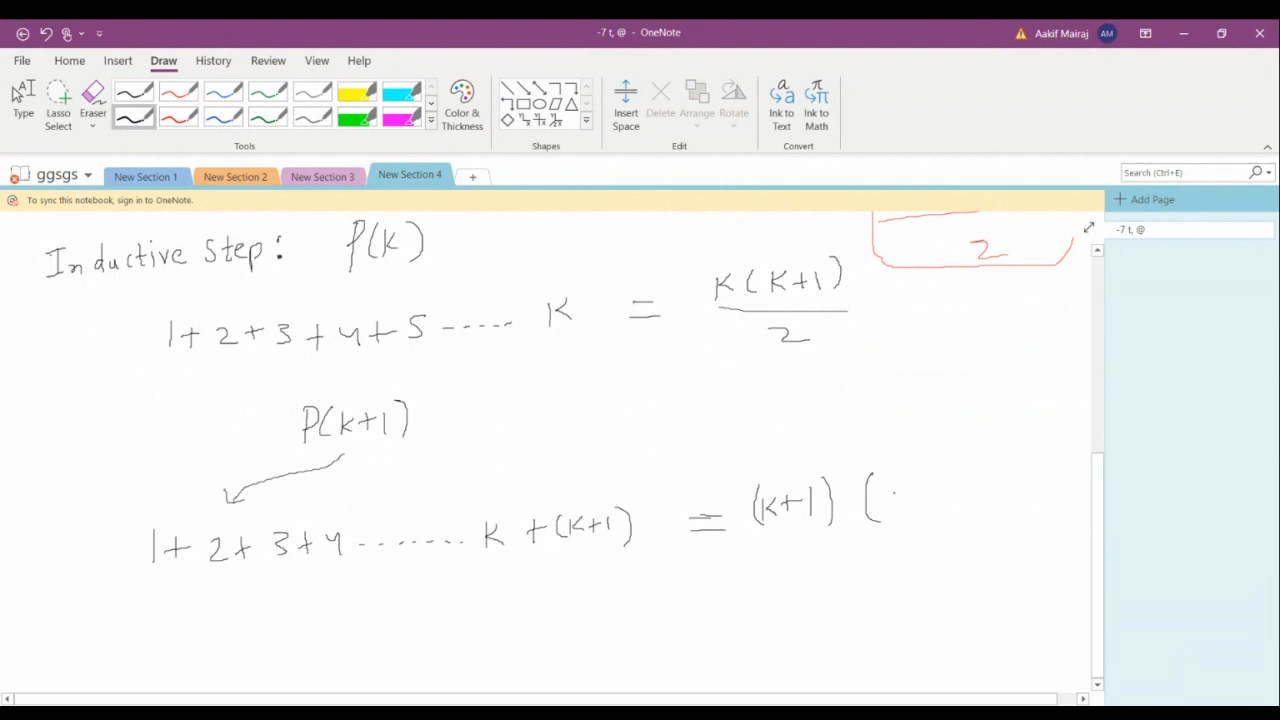 -7 t, @ - OneNote
Aakif Mairaj AM
File Home Insert Draw History Review View Help
Type Lasso Select Eraser Color & Thickness Insert Space Delete Arrange Rotate Ink to Text Ink to Math
Tools Shapes Edit Convert
ggsgs New Section 1 New Section 2 New Section 3 New Section 4 + Search (Ctrl+E)
To sync this notebook, sign in to OneNote. Add Page
-7 t, @
2
Inductive Step: P(K)
1+2+3+4+5 ----- K = K(K+1)/2
P(K+1)
1+2+3+4 -------- K +(K+1) = (K+1) (